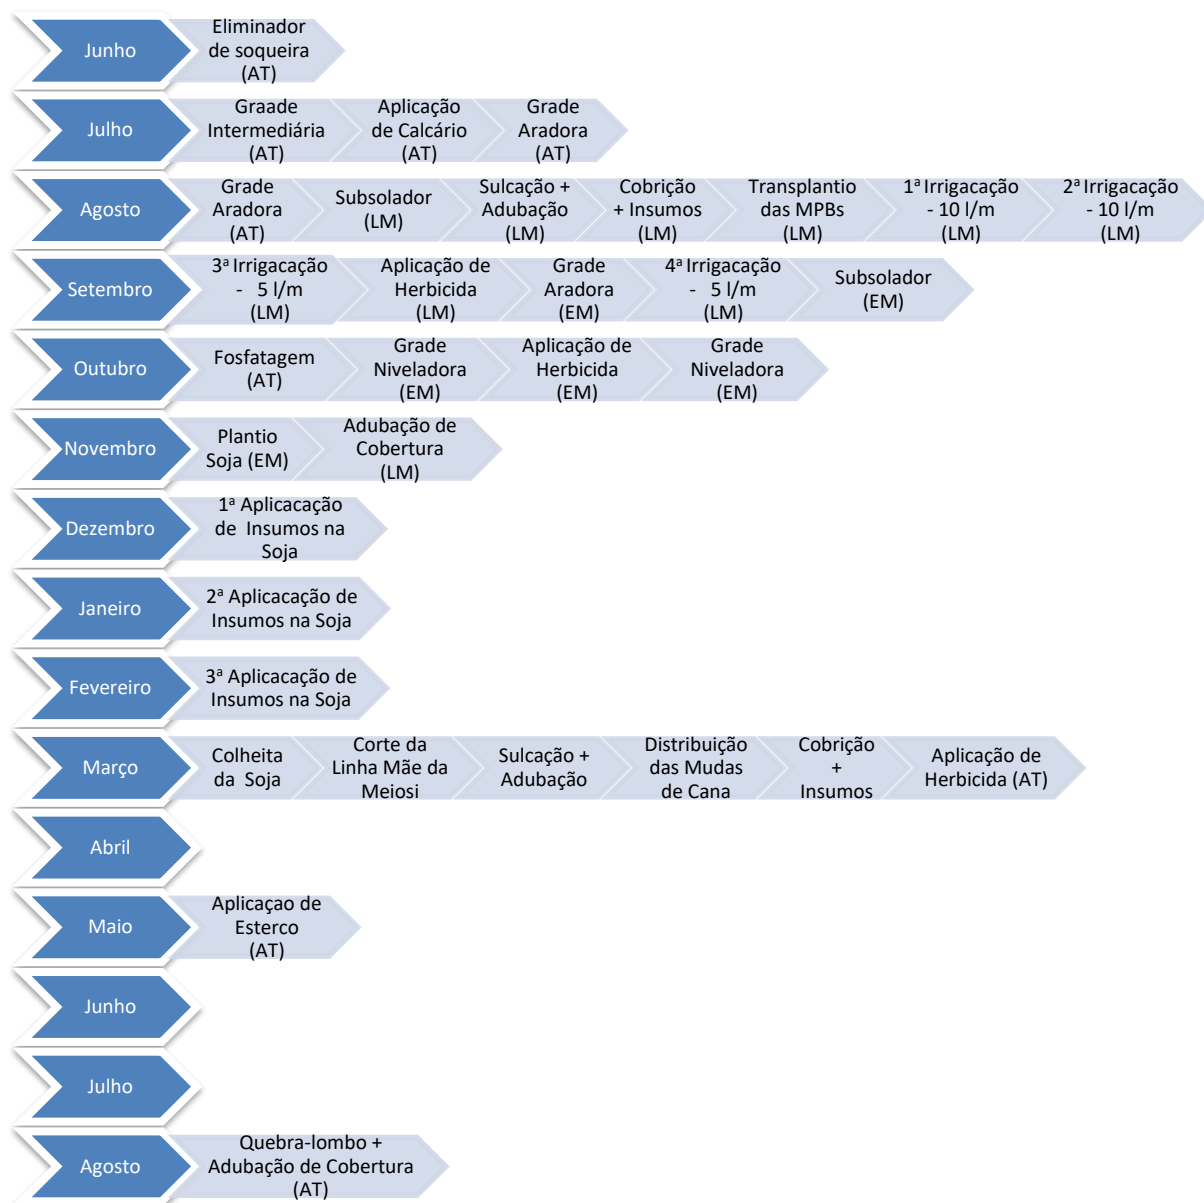 Junho
Eliminador
de soqueira
(AT)
Julho
Graade
Intermediária
(AT)
Aplicação
de Calcário
(AT)
Grade
Aradora
(AT)
Agosto
Grade
Aradora
(AT)
Subsolador
(LM)
Sulcação +
Adubação
(LM)
Cobrição
+ Insumos
(LM)
Transplantio
das MPBs
(LM)
1ª Irrigacação
- 10 l/m
(LM)
2ª Irrigacação
- 10 l/m
(LM)
Setembro
3ª Irrigacação
- 5 l/m
(LM)
Aplicação de
Herbicida
(LM)
Grade
Aradora
(EM)
4ª Irrigacação
- 5 l/m
(LM)
Subsolador
(EM)
Outubro
Fosfatagem
(AT)
Grade
Niveladora
(EM)
Aplicação de
Herbicida
(EM)
Grade
Niveladora
(EM)
Novembro
Plantio
Soja (EM)
Adubação de
Cobertura
(LM)
Dezembro
1ª Aplicacação
de Insumos na
Soja
Janeiro
2ª Aplicacação de
Insumos na Soja
Fevereiro
3ª Aplicacação de
Insumos na Soja
Março
Colheita
da Soja
Corte da
Linha Mãe da
Meiosi
Sulcação +
Adubação
Distribuição
das Mudas
de Cana
Cobrição
+
Insumos
Aplicação de
Herbicida (AT)
Abril
Maio
Aplicaçao de
Esterco
(AT)
Junho
Julho
Agosto
Quebra-lombo +
Adubação de Cobertura
(AT)